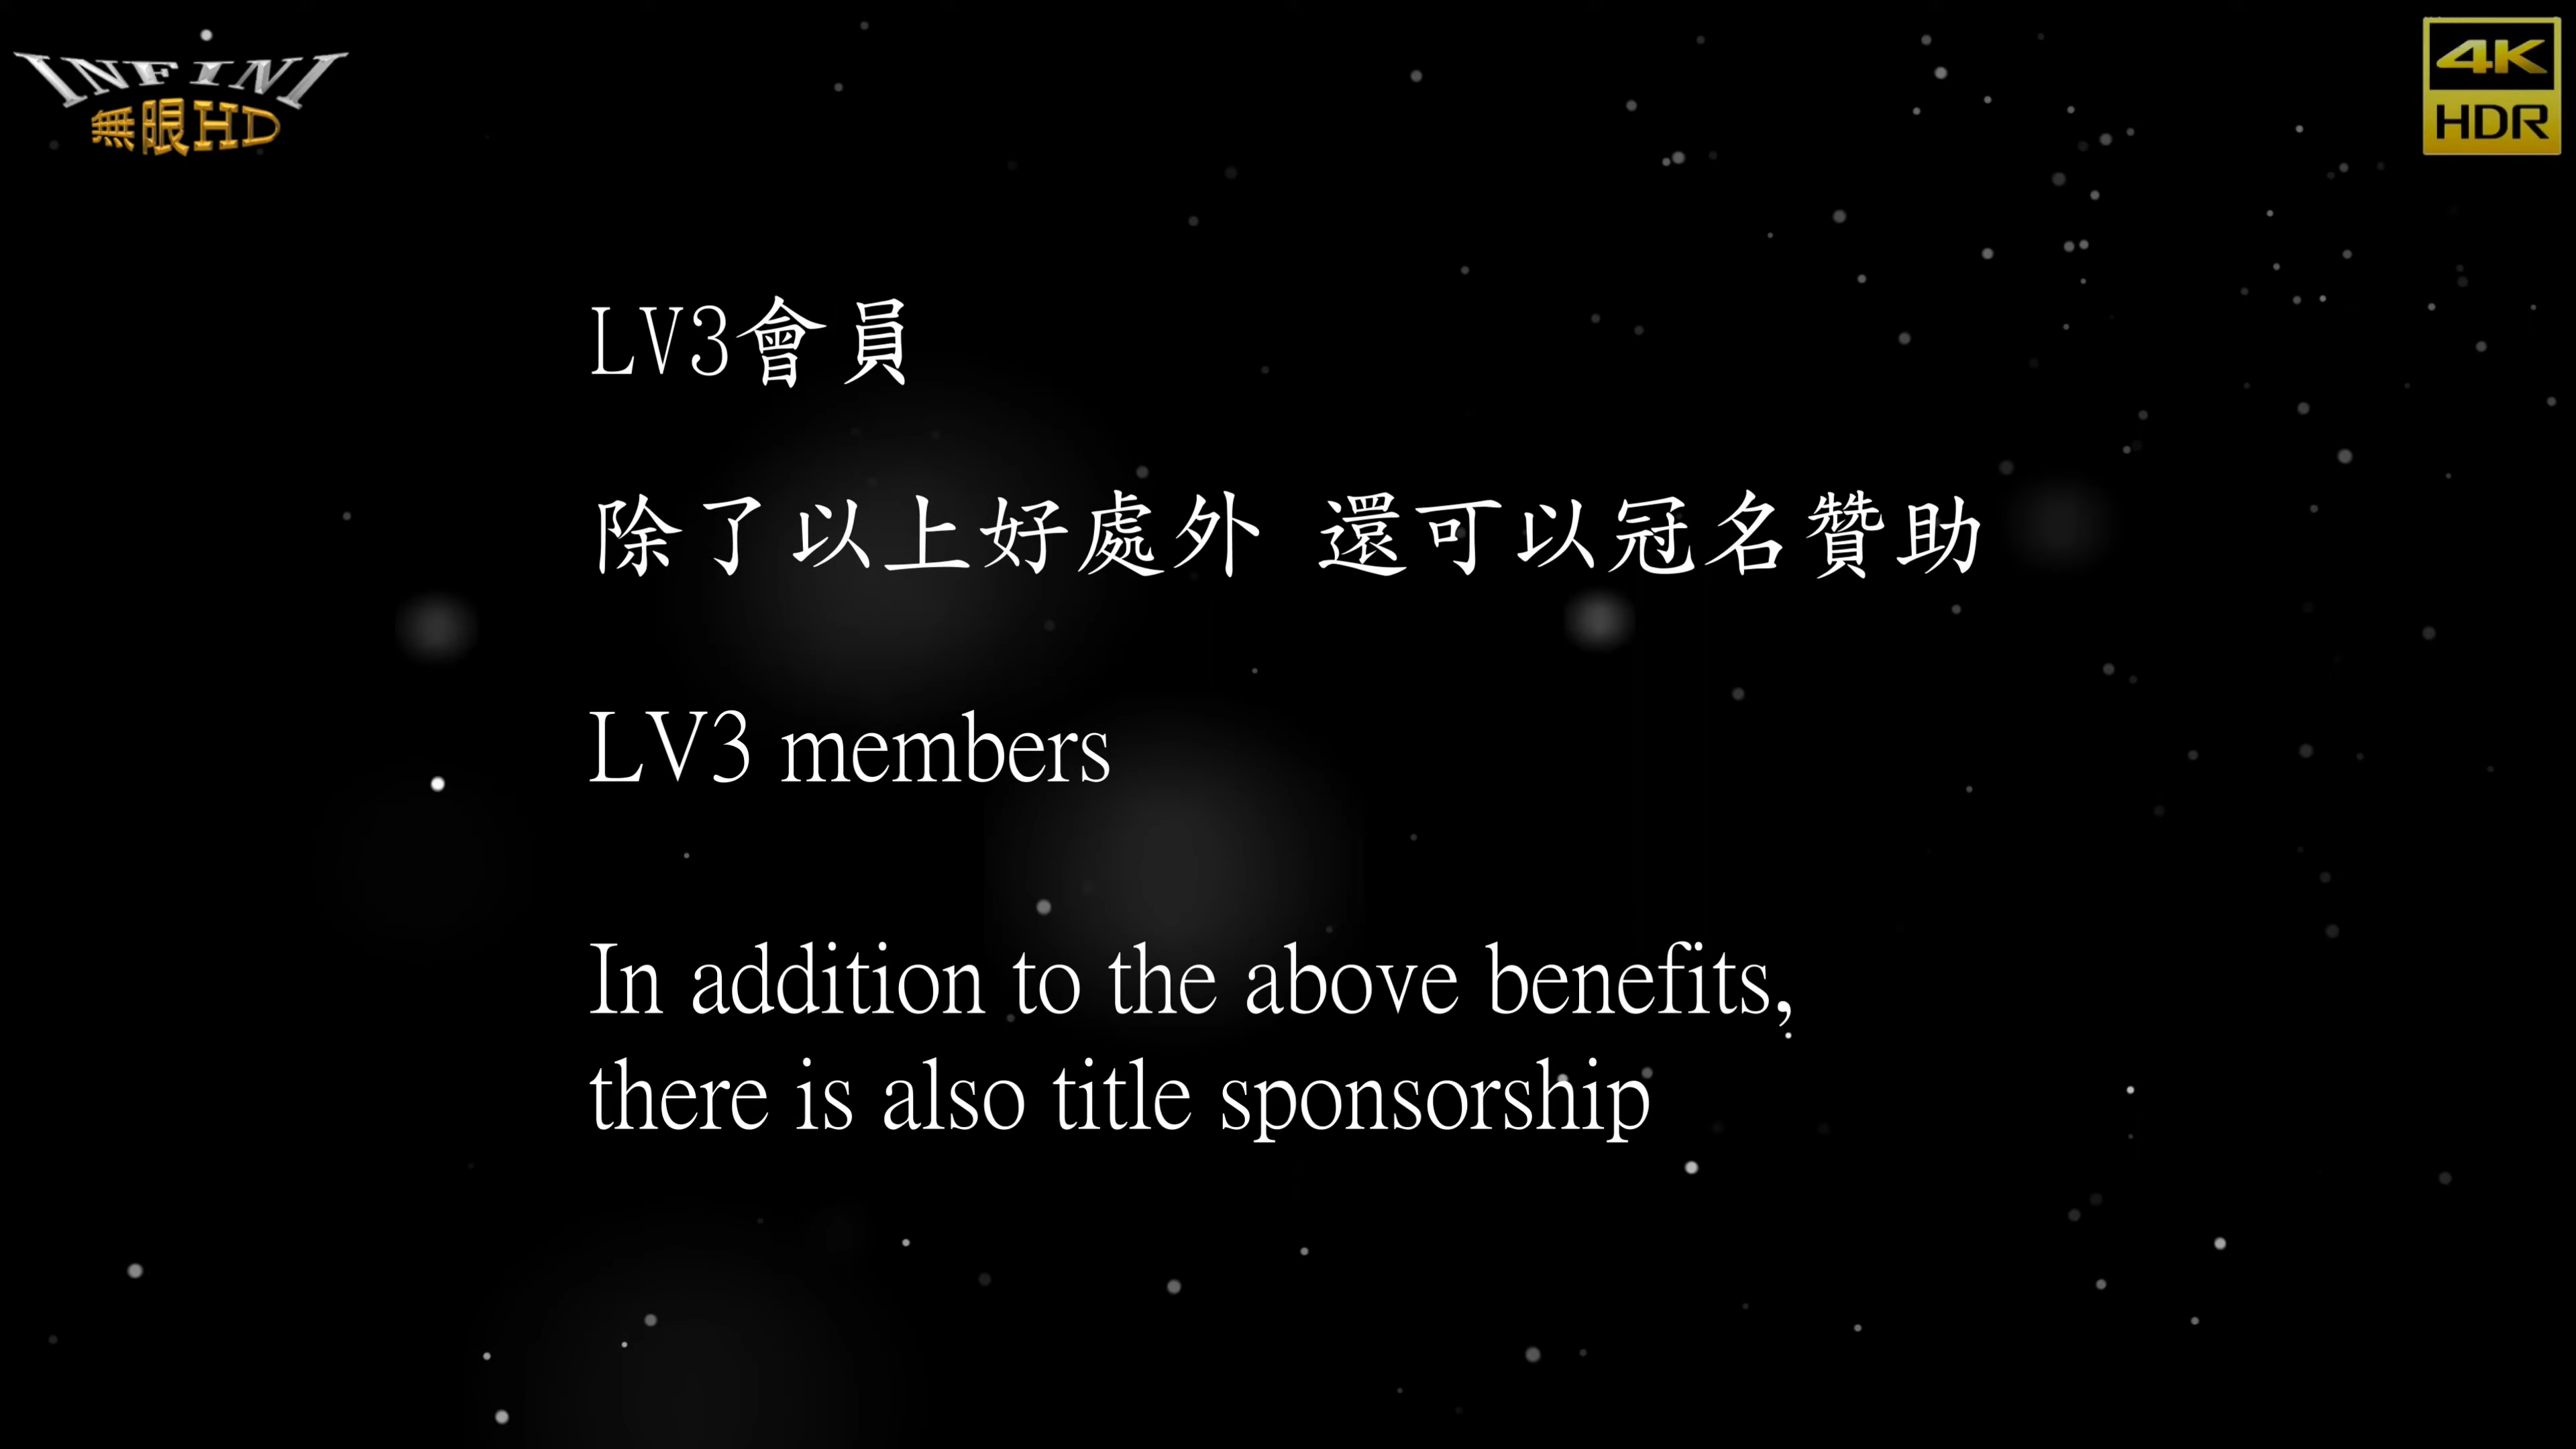 INFINI
無限HD
4K
HDR
LV3會員
除了以上好處外 還可以冠名贊助
LV3 members
In addition to the above benefits,
there is also title sponsorship